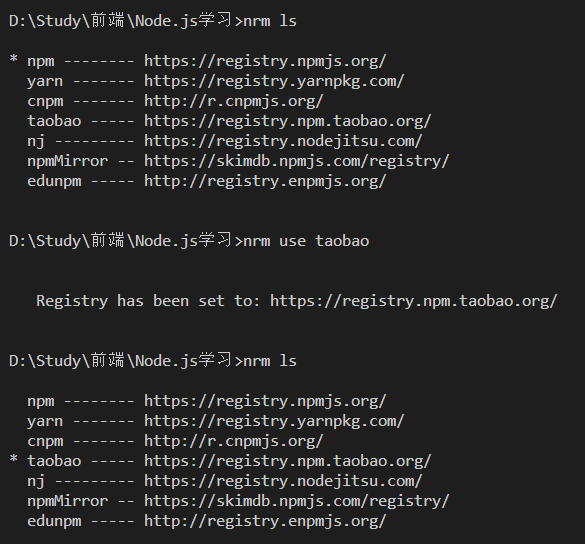 D:\Study\前端\Node.js学习>nrm ls
* npm -------- https://registry.npmjs.org/
yarn ------- https://registry.yarnpkg.com/
cnpm ------- http://r.cnpmjs.org/
taobao ----- https://registry.npm.taobao.org/
nj --------- https://registry.nodejitsu.com/
npmMirror -- https://skimdb.npmjs.com/registry/
edunpm ----- http://registry.enpmjs.org/
D:\Study\前端\Node.js学习>nrm use taobao
Registry has been set to: https://registry.npm.taobao.org/
D:\Study\前端\Node.js学习>nrm ls
npm -------- https://registry.npmjs.org/
yarn ------- https://registry.yarnpkg.com/
cnpm ------- http://r.cnpmjs.org/
* taobao ----- https://registry.npm.taobao.org/
nj --------- https://registry.nodejitsu.com/
npmMirror -- https://skimdb.npmjs.com/registry/
edunpm ----- http://registry.enpmjs.org/